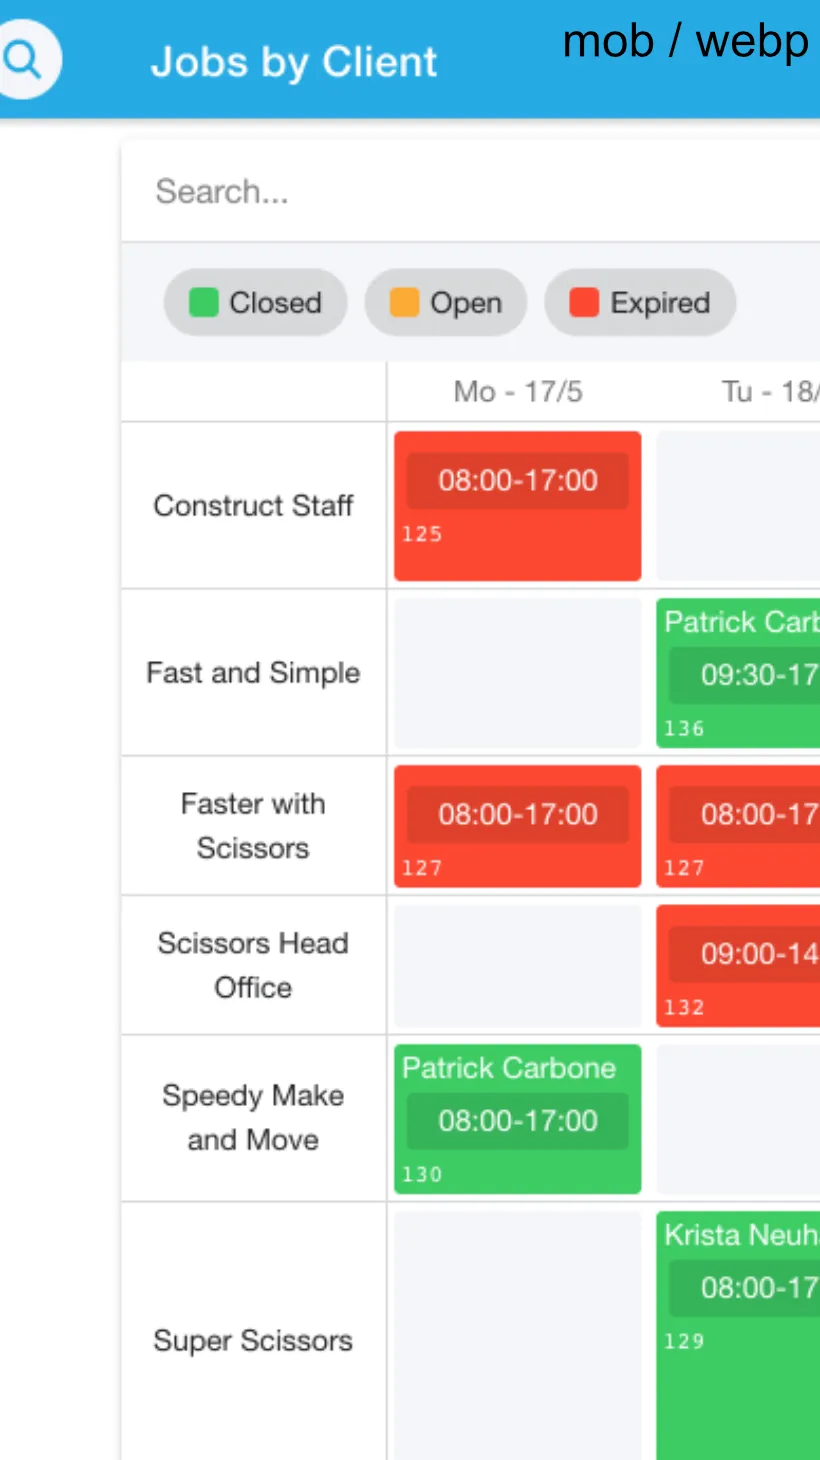 Jobs by Client
mob / webp
Search...
Closed
Open
Expired
Mo - 17/5
Tu - 18/
Construct Staff
08:00-17:00
125
Fast and Simple
Patrick Carb
09:30-17
136
Faster with
Scissors
08:00-17:00
127
08:00-17
127
Scissors Head
Office
09:00-14
132
Speedy Make
and Move
Patrick Carbone
08:00-17:00
130
Super Scissors
Krista Neuh
08:00-17
129